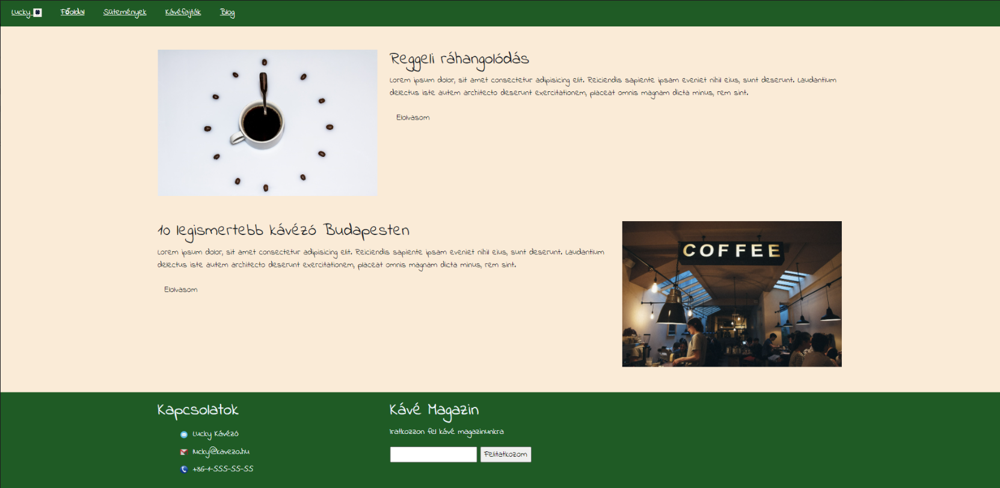 Lucky
Főoldal
Sütemények
Kávéfajták
Blog
Reggeli ráhangolódás
Lorem ipsum dolor, sit amet consectetur adipisicing elit. Reiciendis sapiente ipsam eveniet nihil eius, sunt deserunt. Laudantium
delectus iste autem architecto deserunt exercitationem, placeat omnis magnam dicta minus, rem sint.
Elolvasom
10 legismertebb kávézó Budapesten
Lorem ipsum dolor, sit amet consectetur adipisicing elit. Reiciendis sapiente ipsam eveniet nihil eius, sunt deserunt. Laudantium
delectus iste autem architecto deserunt exercitationem, placeat omnis magnam dicta minus, rem sint.
Elolvasom
COFFEE
Kapcsolatok
Lucky Kávézó
lucky@kavezo.hu
+36-1-555-55-55
Kávé Magazin
Iratkozzon fel kávé magazinunkra
Felitatkozom